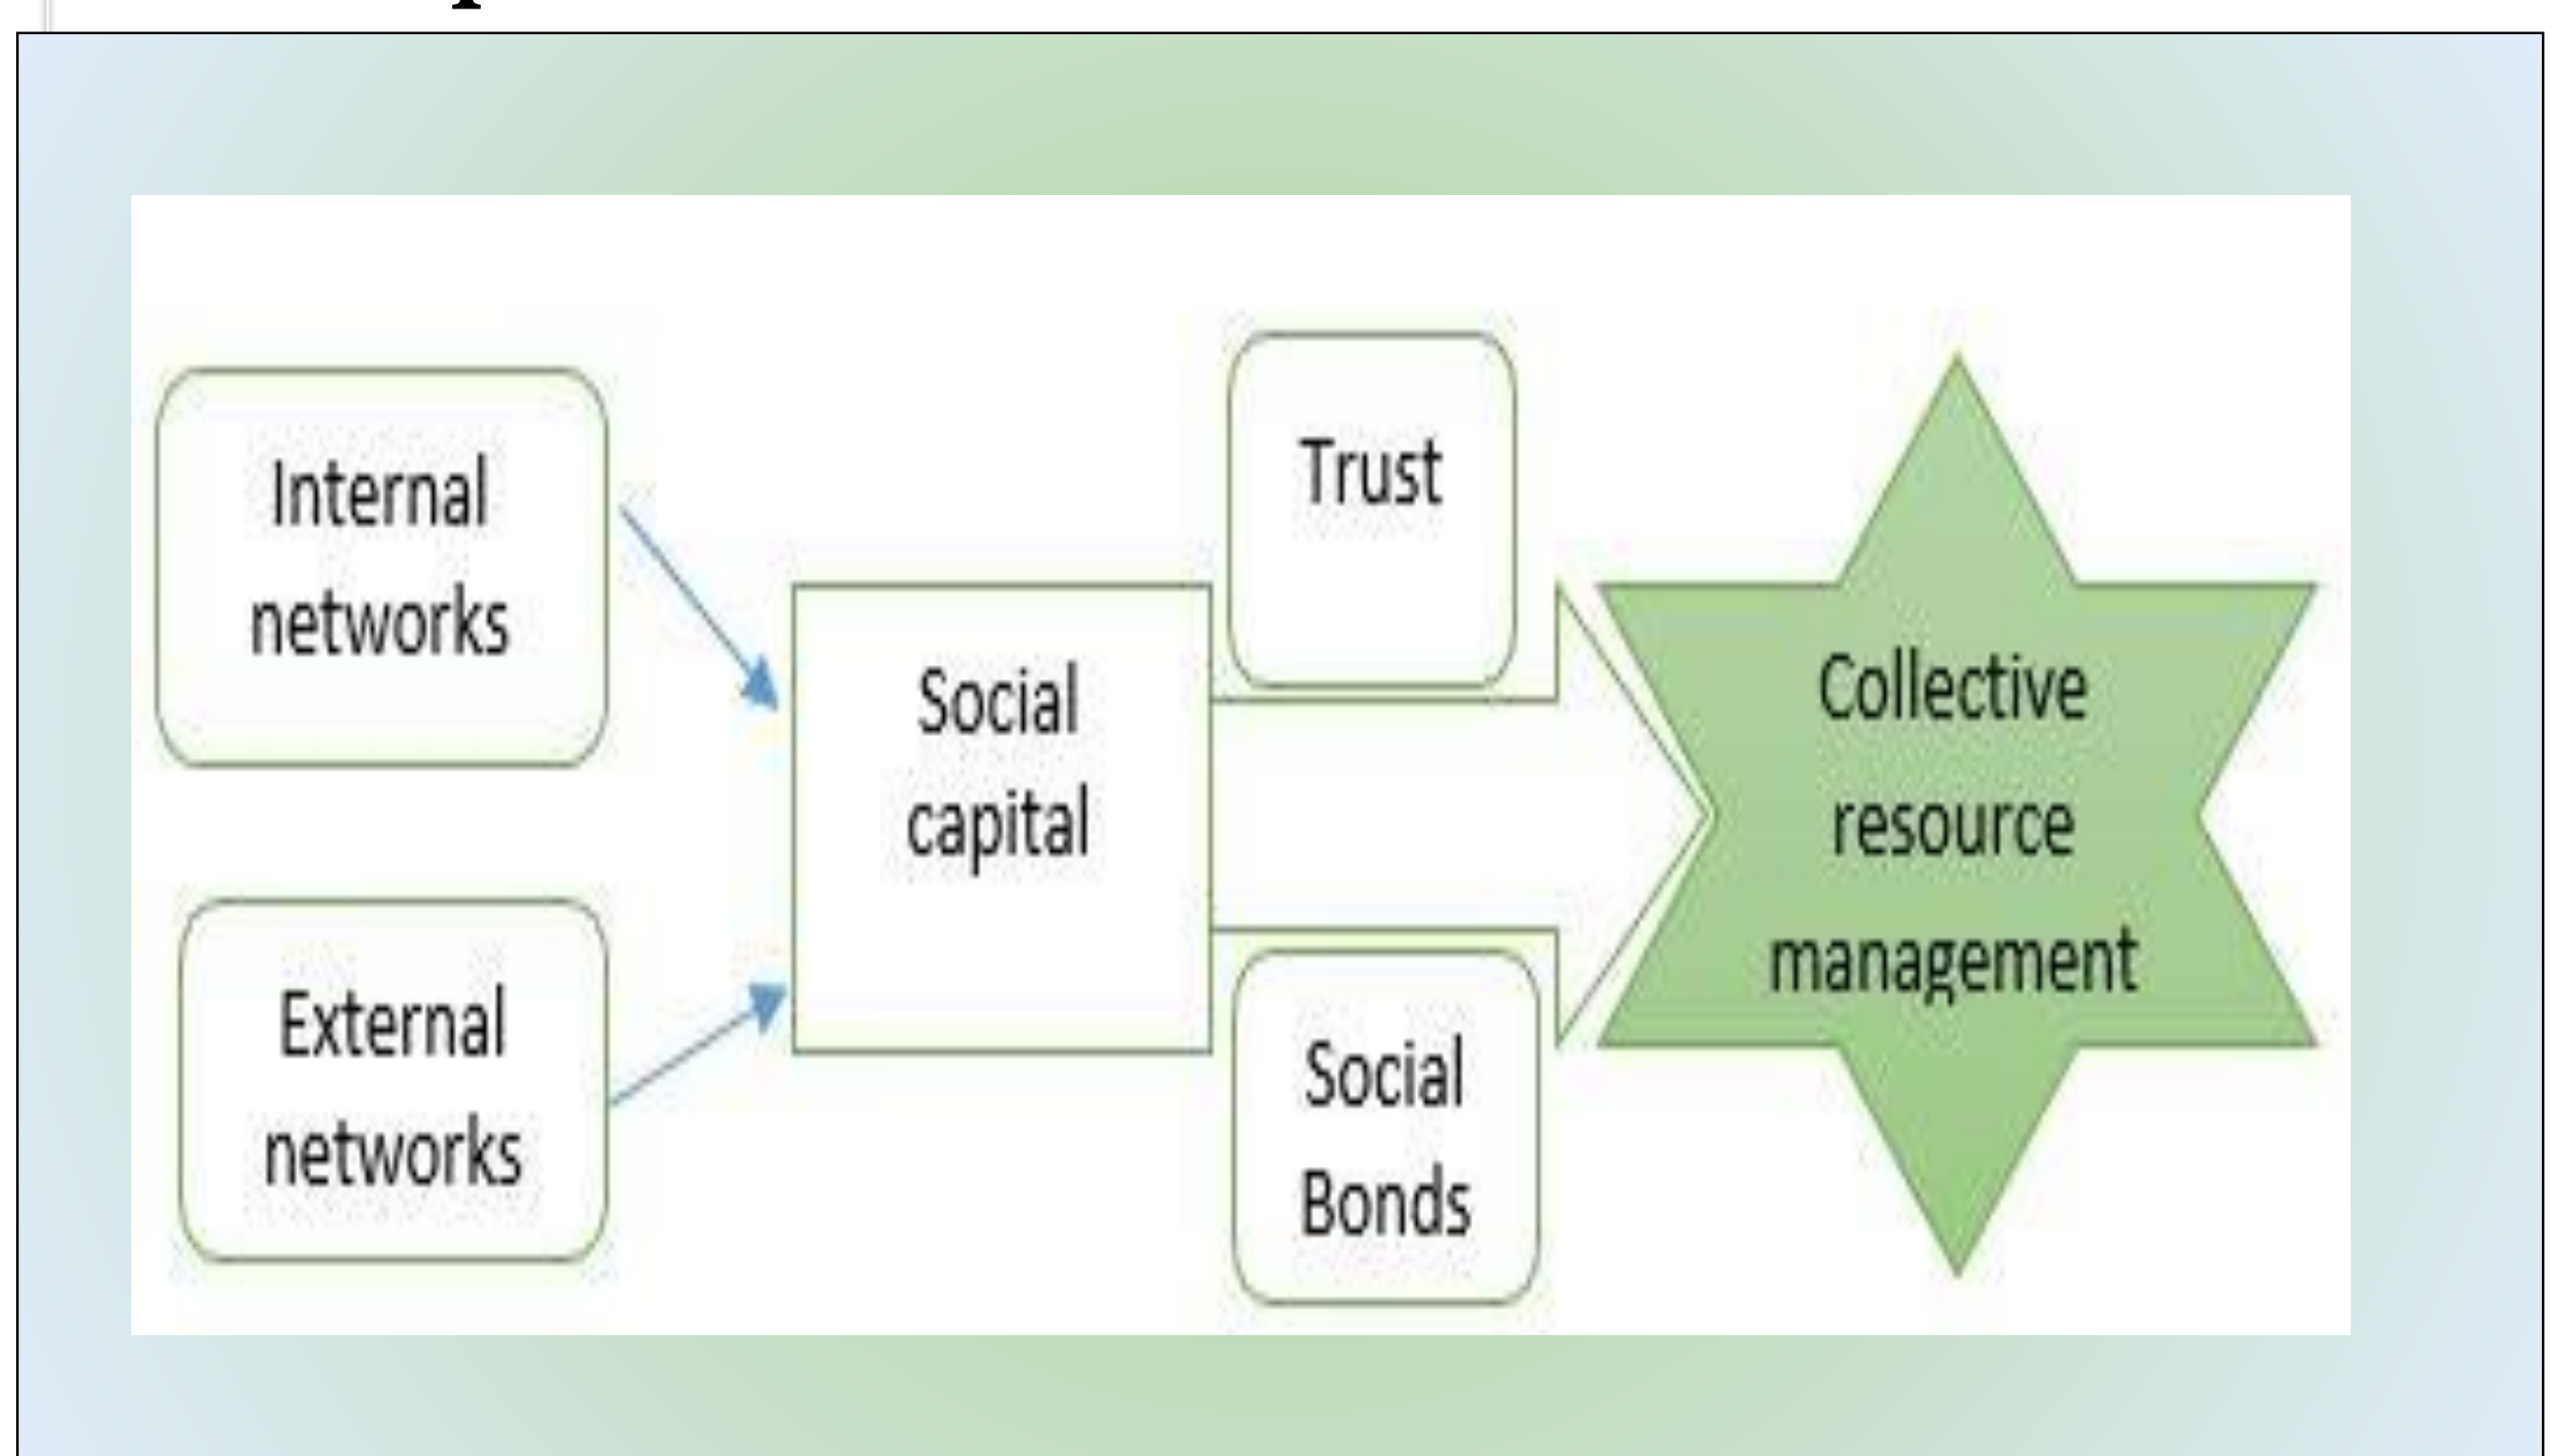 Internal
networks
External
networks
Social
capital
Trust
Social
Bonds
Collective
resource
management